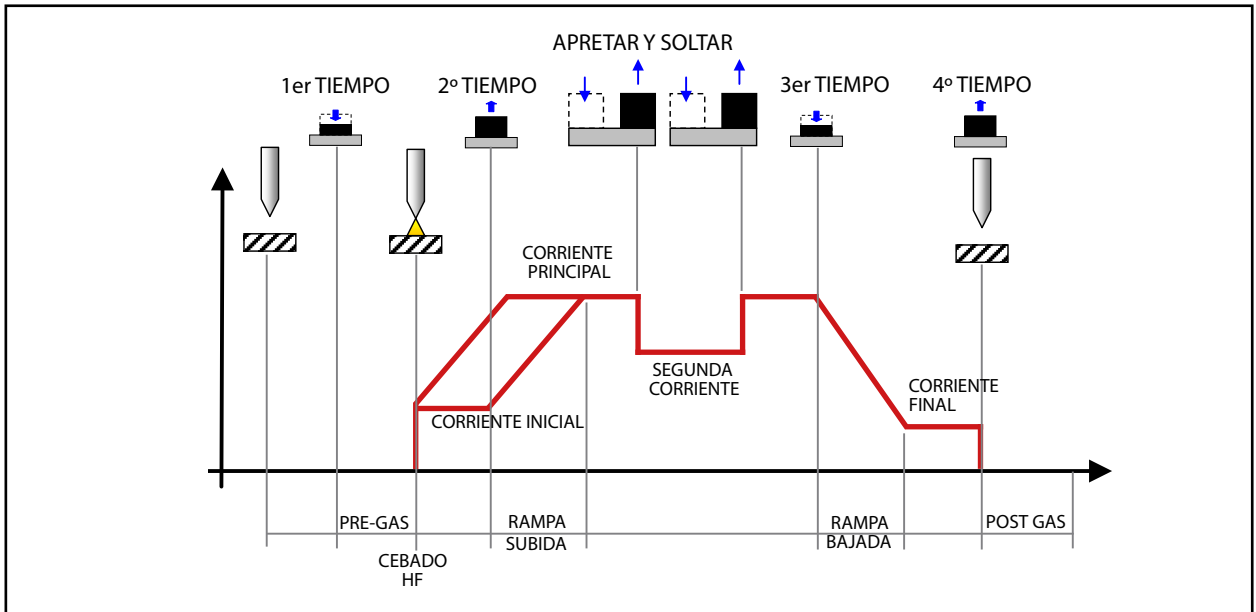 APRETAR Y SOLTAR
1er TIEMPO
2º TIEMPO
3er TIEMPO
4º TIEMPO
CORRIENTE
PRINCIPAL
SEGUNDA
CORRIENTE
CORRIENTE
FINAL
CORRIENTE INICIAL
PRE-GAS
RAMPA
SUBIDA
RAMPA
BAJADA
POST GAS
CEBADO
HF